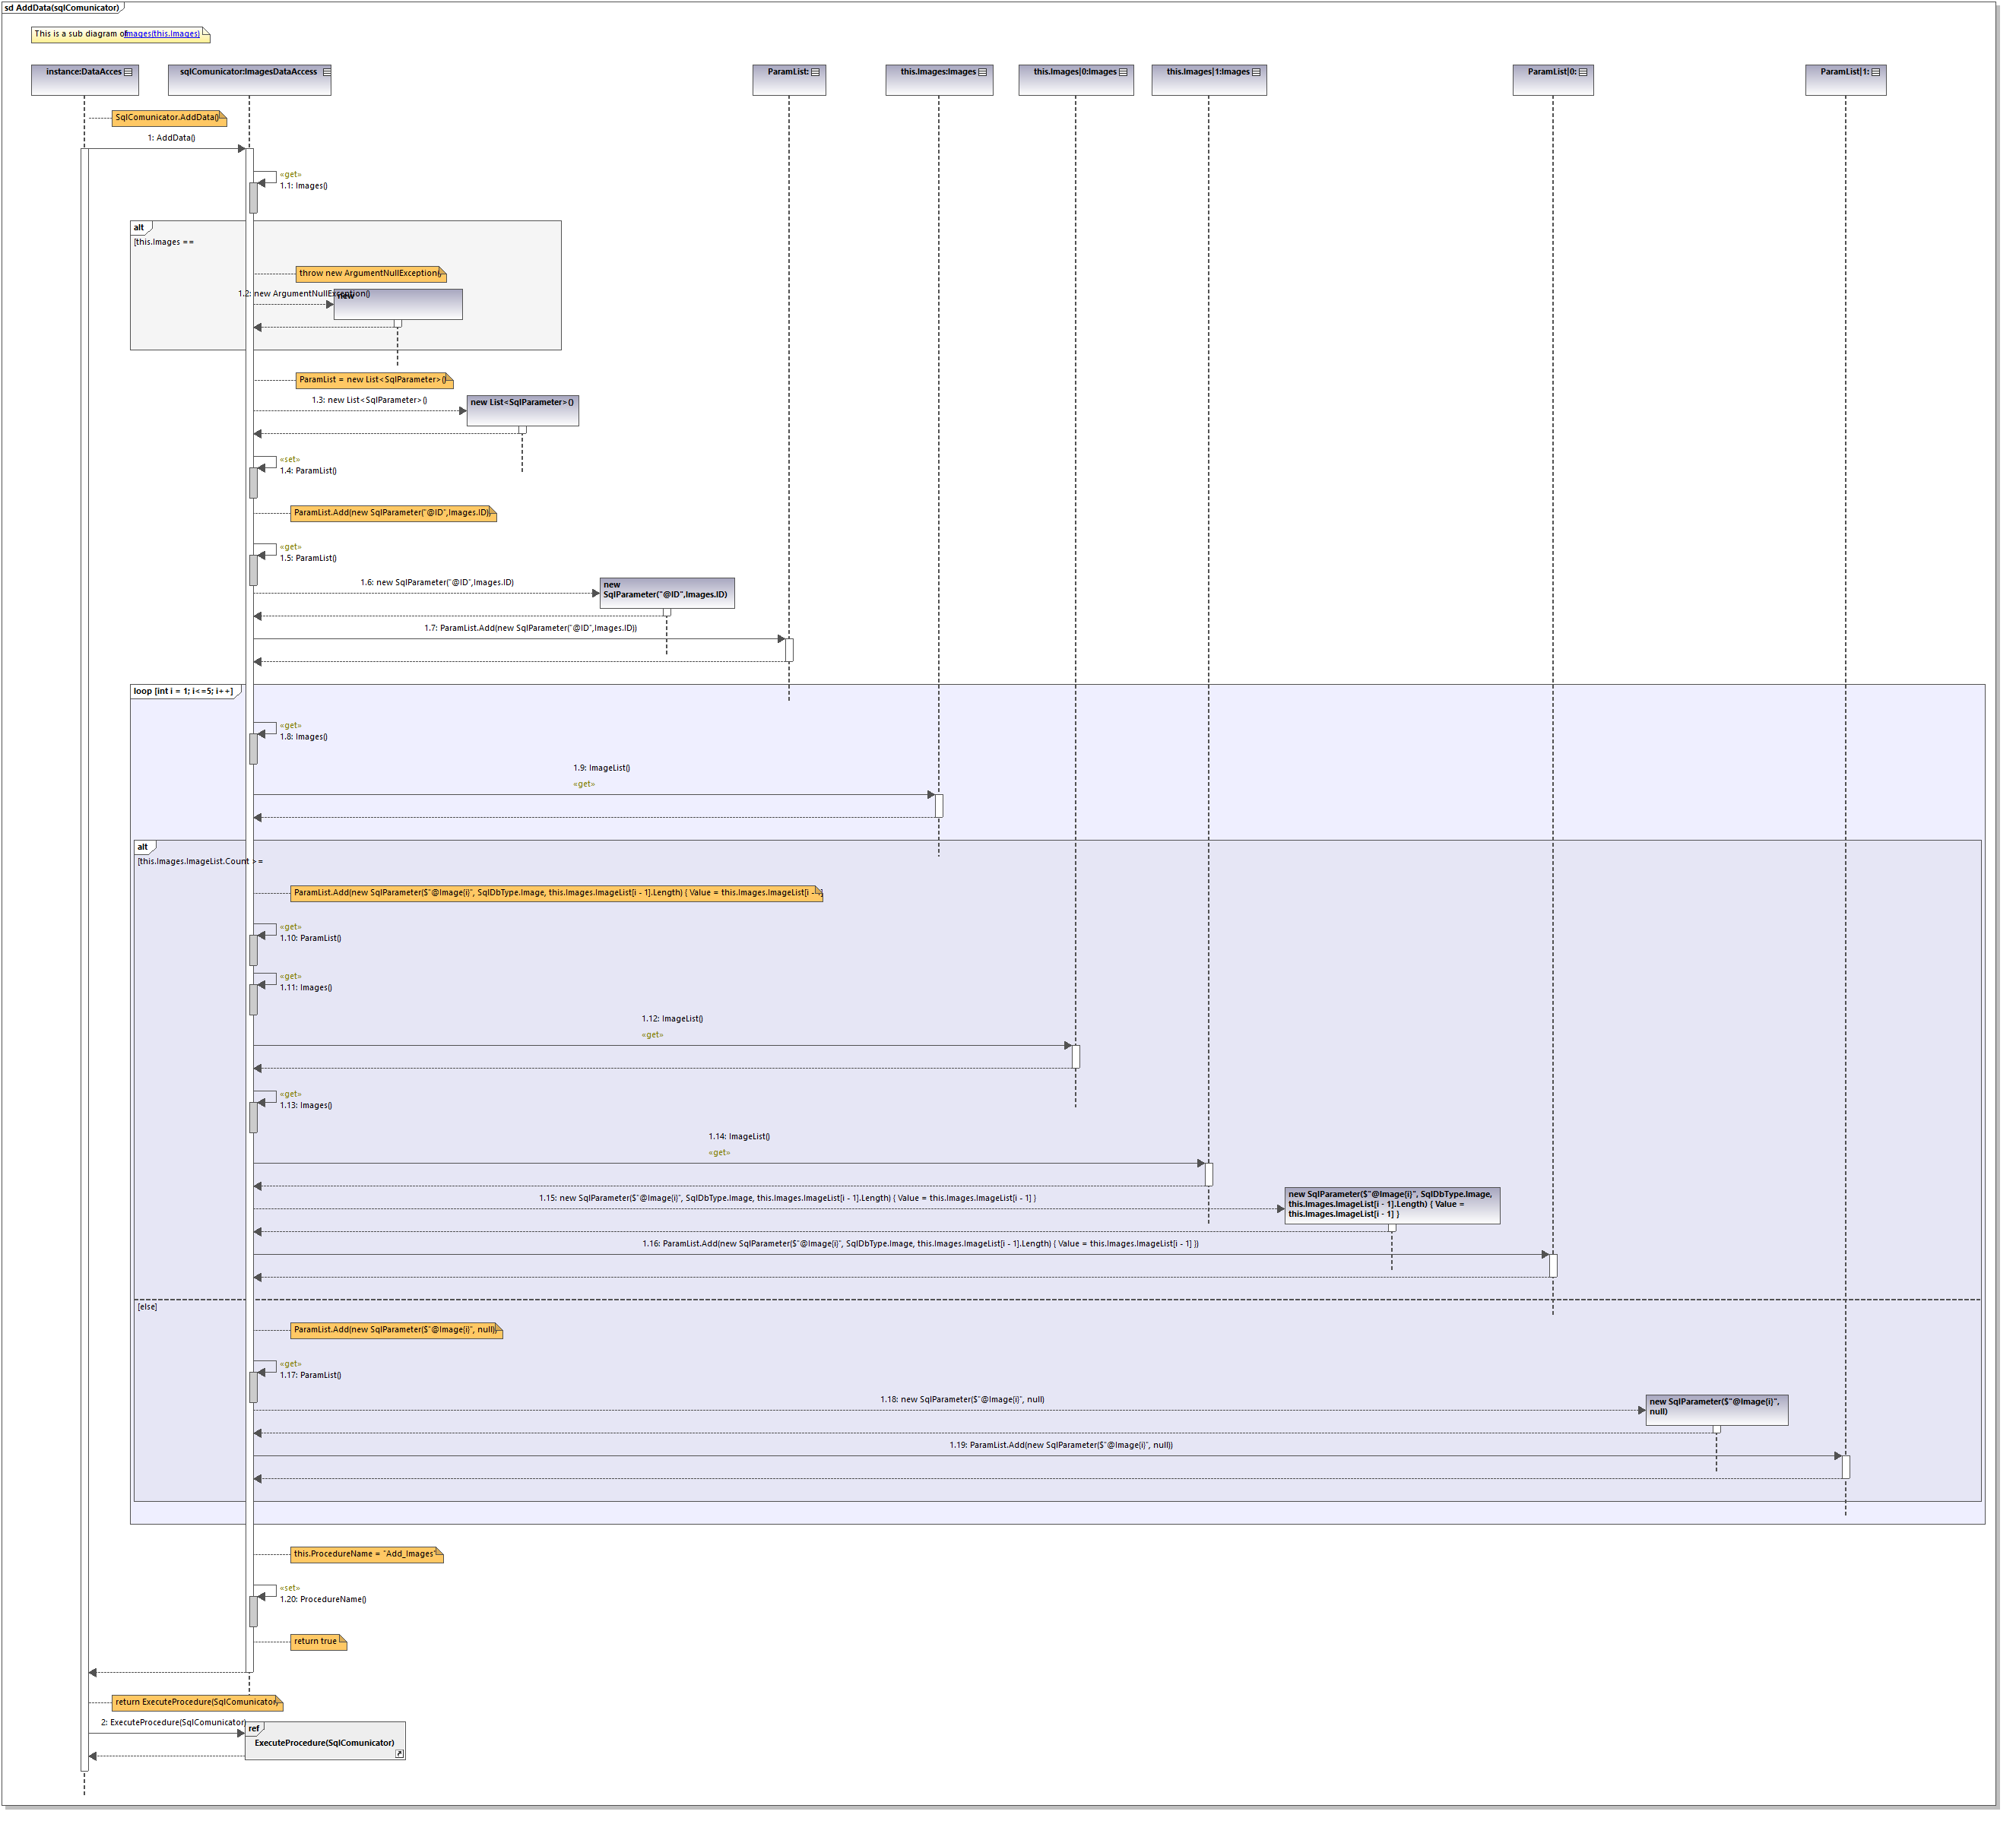 sd AddData(sqlComunicator)
This is a sub diagram of Images(this.Images)
instance:DataAcces
sqlComunicator:ImagesDataAccess
ParamList:
this.Images:Images
this.Images|0:Images
this.Images|1:Images
ParamList|0:
ParamList|1:
SqlComunicator.AddData()
1: AddData()
«get»
1.1: Images()
alt
[this.Images ==
throw new ArgumentNullException()
1.2: new ArgumentNullException()
new
ParamList = new List<SqlParameter>()
1.3: new List<SqlParameter>()
new List<SqlParameter>()
«set»
1.4: ParamList()
ParamList.Add(new SqlParameter("@ID",Images.ID))
«get»
1.5: ParamList()
1.6: new SqlParameter("@ID",Images.ID)
new
SqlParameter("@ID",Images.ID)
1.7: ParamList.Add(new SqlParameter("@ID",Images.ID))
loop [int i = 1; i<=5; i++]
«get»
1.8: Images()
1.9: ImageList()
«get»
alt
[this.Images.ImageList.Count >=
ParamList.Add(new SqlParameter($"@Image{i}", SqlDbType.Image, this.Images.ImageList[i - 1].Length) { Value = this.Images.ImageList[i -
«get»
1.10: ParamList()
«get»
1.11: Images()
1.12: ImageList()
«get»
«get»
1.13: Images()
1.14: ImageList()
«get»
1.15: new SqlParameter($"@Image{i}", SqlDbType.Image, this.Images.ImageList[i - 1].Length) { Value = this.Images.ImageList[i - 1] }
new SqlParameter($"@Image{i}", SqlDbType.Image,
this.Images.ImageList[i - 1].Length) { Value =
this.Images.ImageList[i - 1] }
1.16: ParamList.Add(new SqlParameter($"@Image{i}", SqlDbType.Image, this.Images.ImageList[i - 1].Length) { Value = this.Images.ImageList[i - 1] })
[else]
ParamList.Add(new SqlParameter($"@Image{i}", null))
«get»
1.17: ParamList()
1.18: new SqlParameter($"@Image{i}", null)
new SqlParameter($"@Image{i}",
null)
1.19: ParamList.Add(new SqlParameter($"@Image{i}", null))
this.ProcedureName = "Add_Images"
«set»
1.20: ProcedureName()
return true
return ExecuteProcedure(SqlComunicator)
2: ExecuteProcedure(SqlComunicator)
ref
ExecuteProcedure(SqlComunicator)